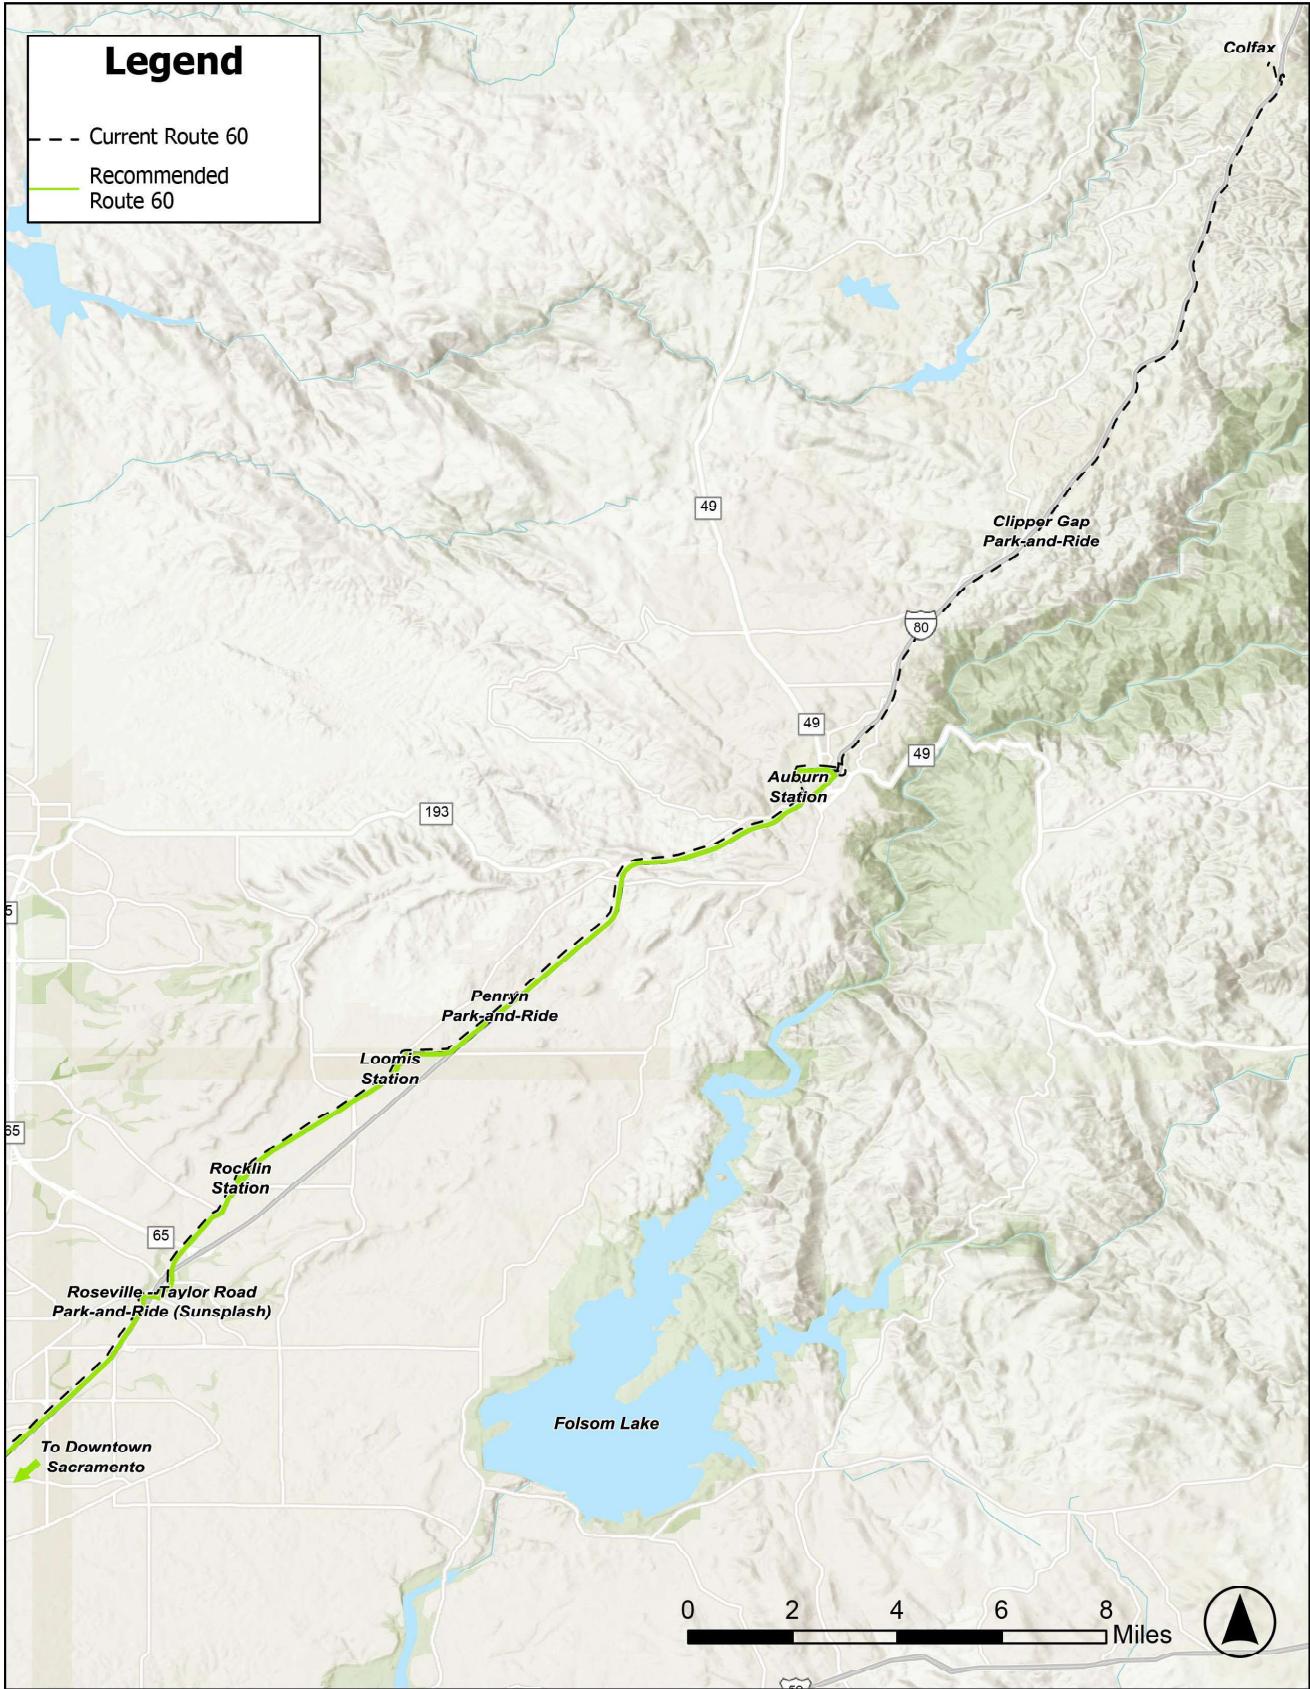 Legend
Current Route 60
Recommended
Route 60
Colfax
49
Clipper Gap
Park-and-Ride
80
49
49
Auburn
Station
193
5
Penryn
Park-and-Ride
Loomis
Station
65
Rocklin
Station
65
Roseville - Taylor Road
Park-and-Ride (Sunsplash)
Folsom Lake
To Downtown
Sacramento
0 2 4 6 8
Miles
50